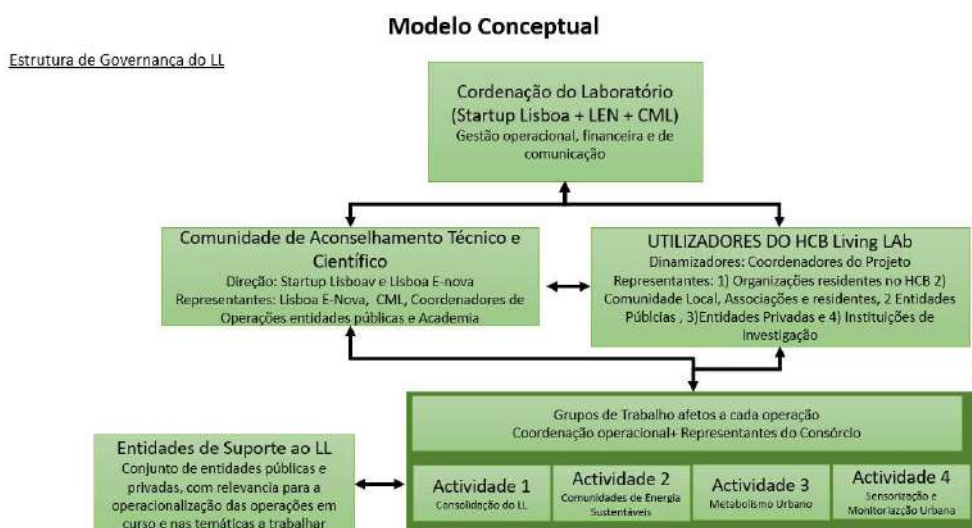 Modelo Conceptual
Estrutura de Governança do LL
Cordenação do Laboratório
(Startup Lisboa + LEN + CML)
Gestão operacional, financeira e de
comunicação
Comunidade de Aconselhamento Técnico e
Científico
Direção: Startup Lisboav e Lisboa E-nova
Representantes: Lisboa E-Nova, CML, Coordenadores de
Operações entidades públicas e Academia
UTILIZADORES DO HCB Living LAb
Dinamizadores: Coordenadores do Projeto
Representantes: 1) Organizações residentes no HCB 2)
Comunidade Local, Associações e residentes, 2 Entidades
Públcias , 3)Entidades Privadas e 4) Instituições de
Investigação
Grupos de Trabalho afetos a cada operação
Coordenação operacional+ Representantes do Consórcio
Entidades de Suporte ao LL
Conjunto de entidades públicas e
privadas, com relevancia para a
operacionalização das operações em
curso e nas temáticas a trabalhar
Actividade 1
Consolidação do LL
Actividade 2
Comunidades de Energia
Sustentáveis
Actividade 3
Metabolismo Urbano
Actividade 4
Sensorização e
Monitoriazção Urbana